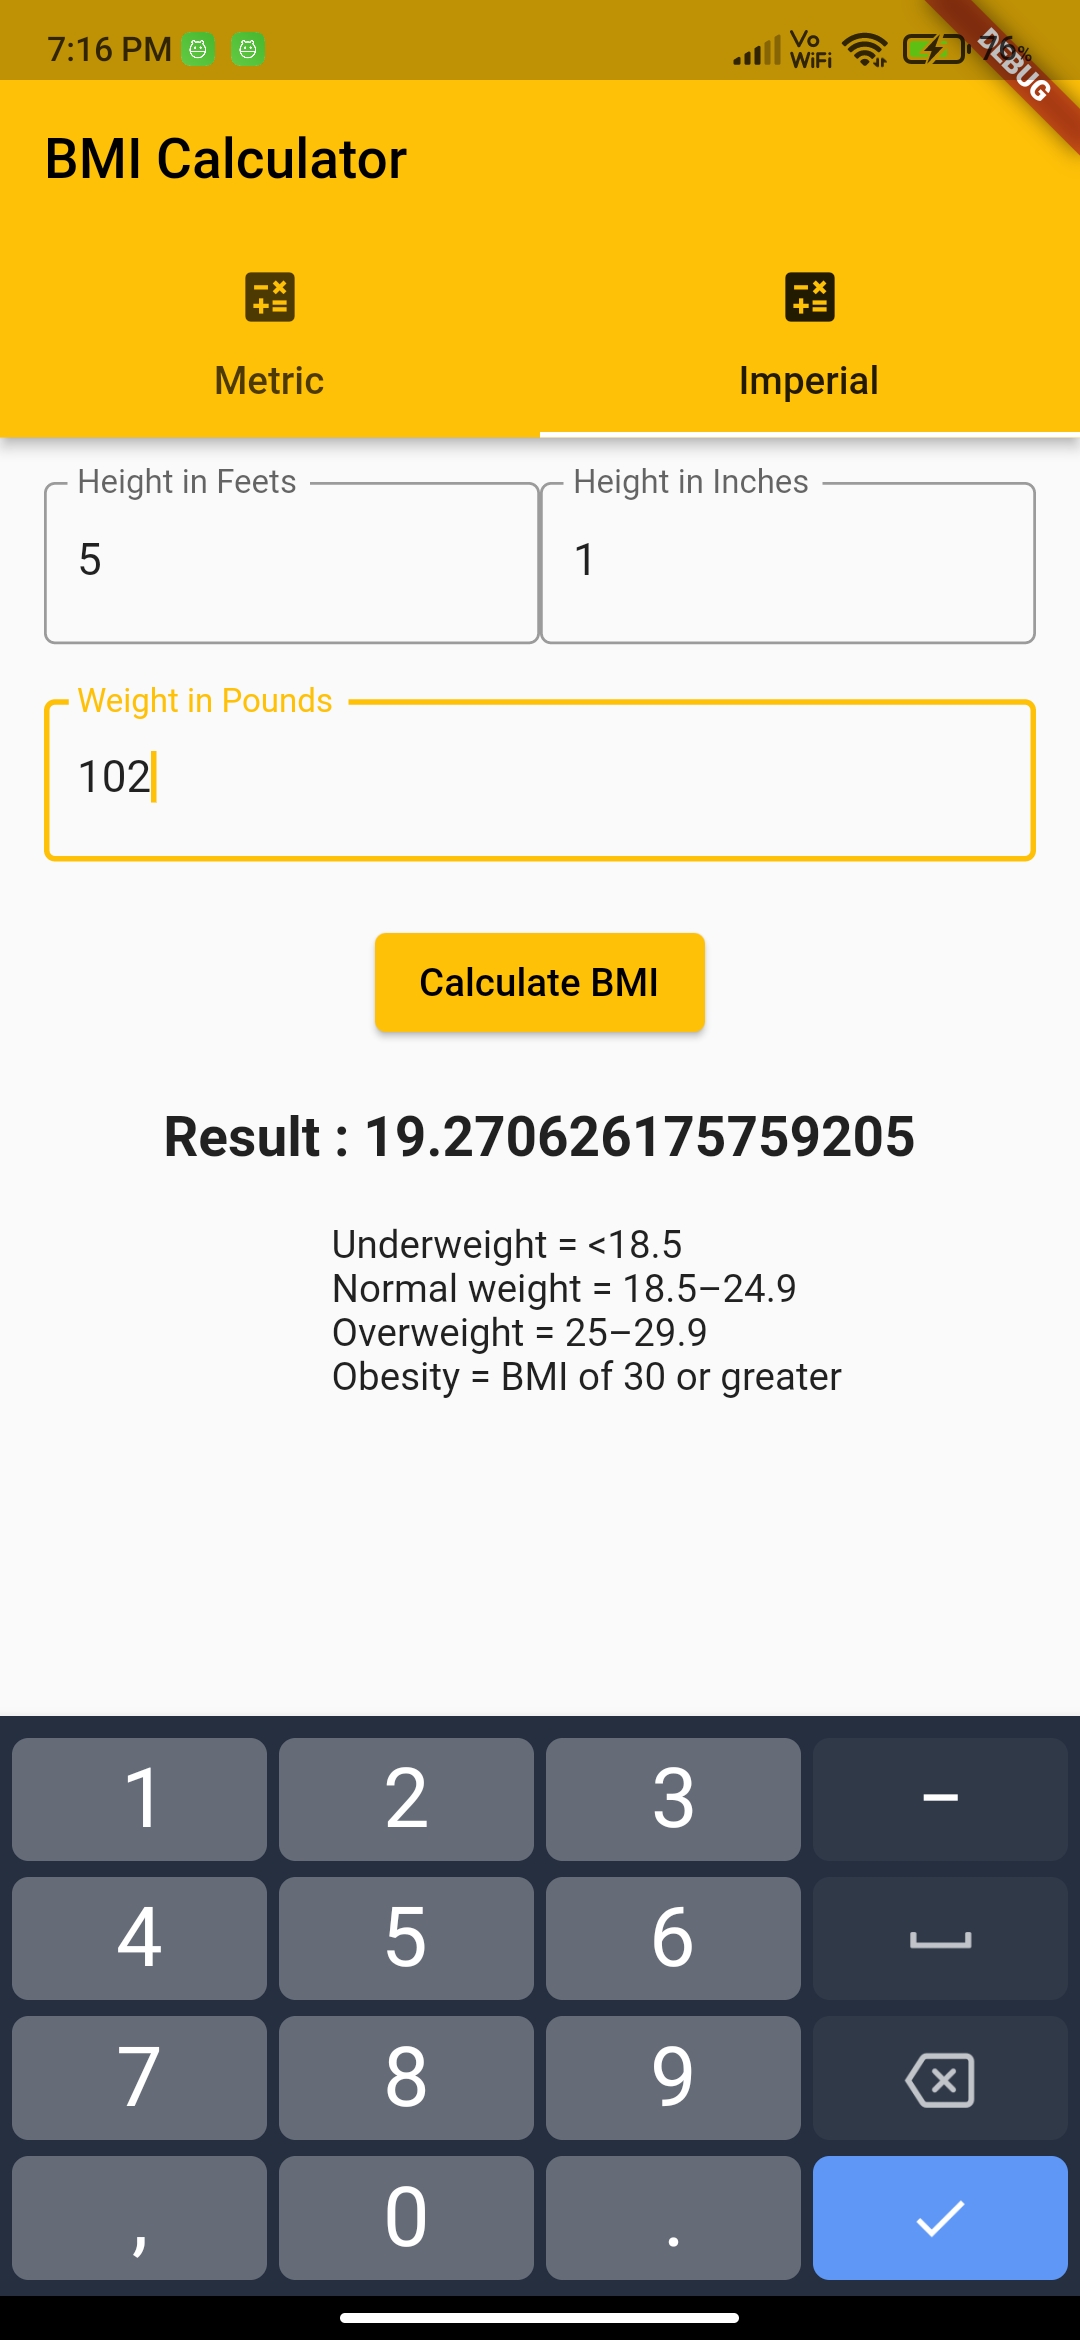 7:16 PM
Vo
WiFi
76%
DEBUG
BMI Calculator
Metric
Imperial
Height in Feets
Height in Inches
5
1
Weight in Pounds
102
Calculate BMI
Result : 19.270626175759205
Underweight = <18.5
Normal weight = 18.5–24.9
Overweight = 25–29.9
Obesity = BMI of 30 or greater
1 2 3 –
4 5 6
7 8 9
, 0 .